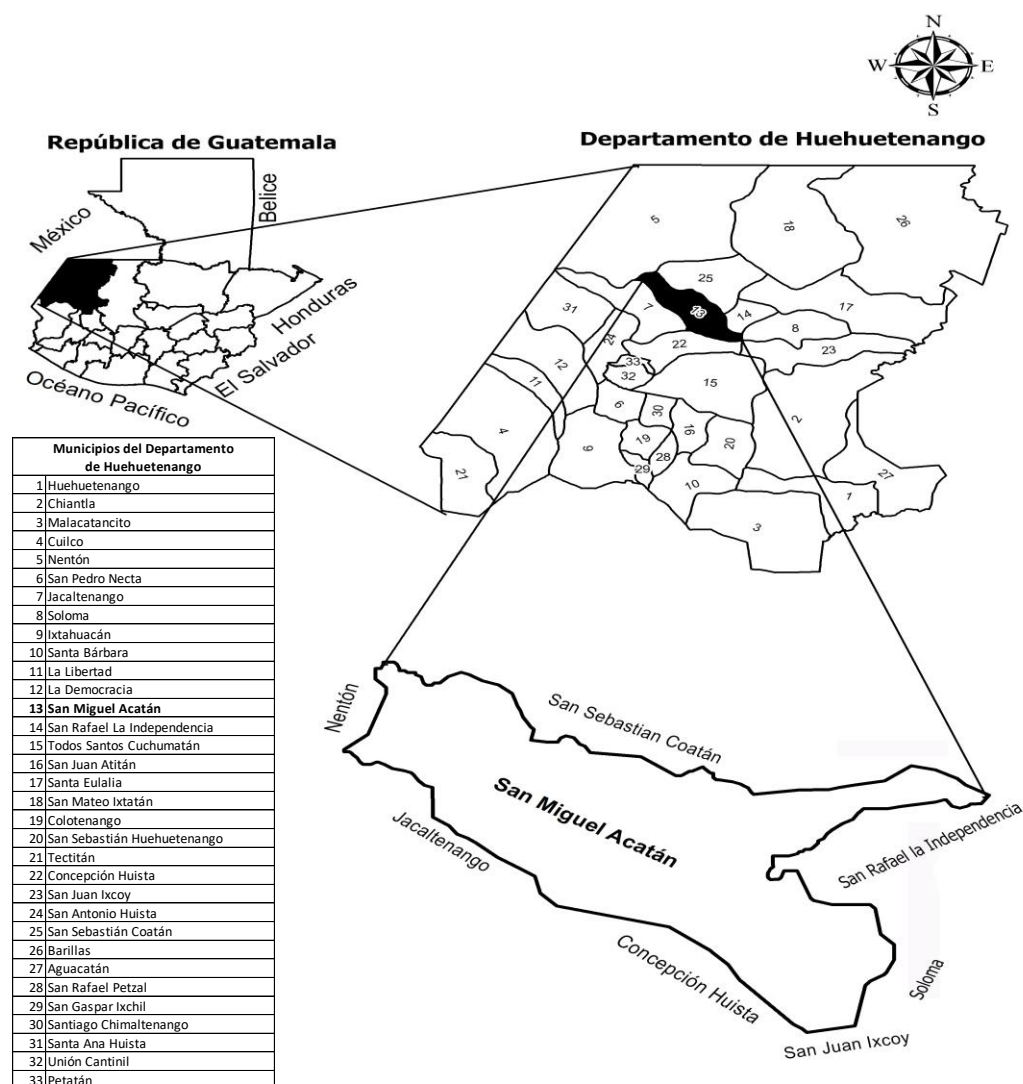 N
W E
S
República de Guatemala
Departamento de Huehuetenango
México
Belice
Honduras
El Salvador
Océano Pacífico
5
18
26
25
31
7
13
14
17
8
24
22
23
12
33
32
15
11
6
30
2
4
9
19
16
20
28
21
29
27
10
1
3
Municipios del Departamento
de Huehuetenango
1 Huehuetenango
2 Chiantla
3 Malacatancito
4 Cuilco
5 Nentón
6 San Pedro Necta
7 Jacaltenango
8 Soloma
9 Ixtahuacán
10 Santa Bárbara
11 La Libertad
12 La Democracia
13 San Miguel Acatán
14 San Rafael La Independencia
15 Todos Santos Cuchumatán
16 San Juan Atitán
17 Santa Eulalia
18 San Mateo Ixtatán
19 Colotenango
20 San Sebastián Huehuetenango
21 Tectitán
22 Concepción Huista
23 San Juan Ixcoy
24 San Antonio Huista
25 San Sebastián Coatán
26 Barillas
27 Aguacatán
28 San Rafael Petzal
29 San Gaspar Ixchil
30 Santiago Chimaltenango
31 Santa Ana Huista
32 Unión Cantinil
33 Petatán
Nentón
San Sebastian Coatán
San Miguel Acatán
Jacaltenango
San Rafael la Independencia
Concepción Huista
Soloma
San Juan Ixcoy